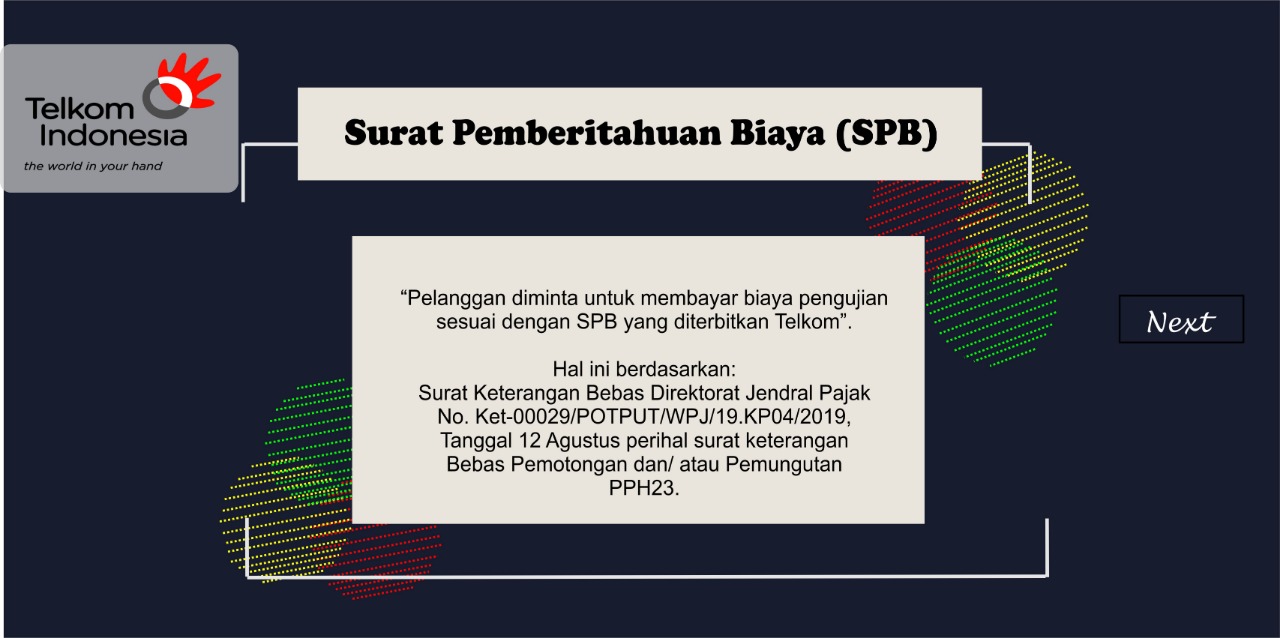 Telkom
Indonesia
the world in your hand
Surat Pemberitahuan Biaya (SPB)
“Pelanggan diminta untuk membayar biaya pengujian
sesuai dengan SPB yang diterbitkan Telkom”.
Hal ini berdasarkan:
Surat Keterangan Bebas Direktorat Jendral Pajak
No. Ket-00029/POTPUT/WPJ/19.KP04/2019,
Tanggal 12 Agustus perihal surat keterangan
Bebas Pemotongan dan/ atau Pemungutan
PPH23.
Next